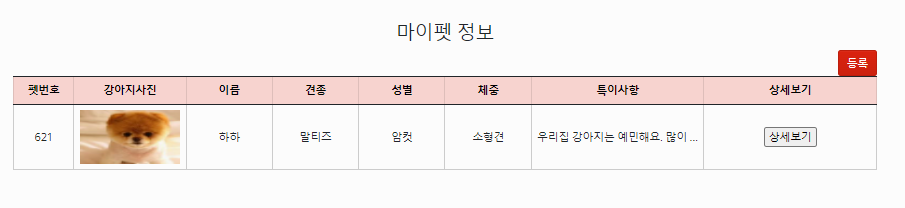 마이펫 정보
등록
펫번호 강아지사진 이름 견종 성별 체중 특이사항 상세보기
621 하하 말티즈 암컷 소형견 우리집 강아지는 예민해요. 많이 ... 상세보기